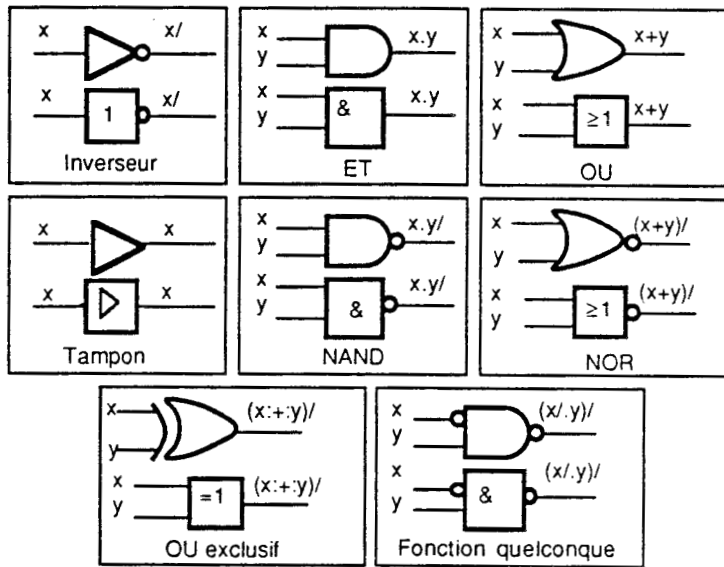 x x/
x x/
1
Inverseur
x x.y
y
x x.y
& 
y
ET
x x+y
y
x x+y
≥1
y
OU
x x
x x
Tampon
x x.y/
y
x x.y/
y &
NAND
x (x+y)/
y
x (x+y)/
≥1
y
NOR
x (x:+:y)/
y
x (x:+:y)/
=1
y
OU exclusif
x (x/.y)/
y
x (x/.y)/
y &
Fonction quelconque